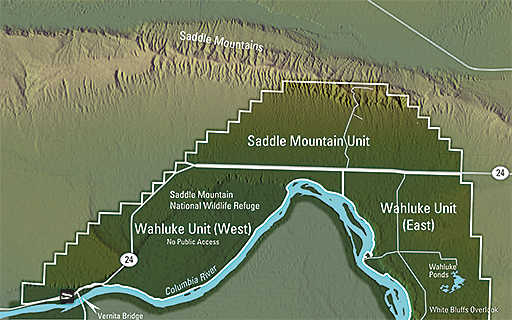 Saddle Mountains
Saddle Mountain Unit
24
Saddle Mountain
National Wildlife Refuge
Wahluke Unit (West)
No Public Access
Wahluke Unit
(East)
24
Columbia River
Wahluke
Ponds
White Bluffs Overlook
Vernita Bridge